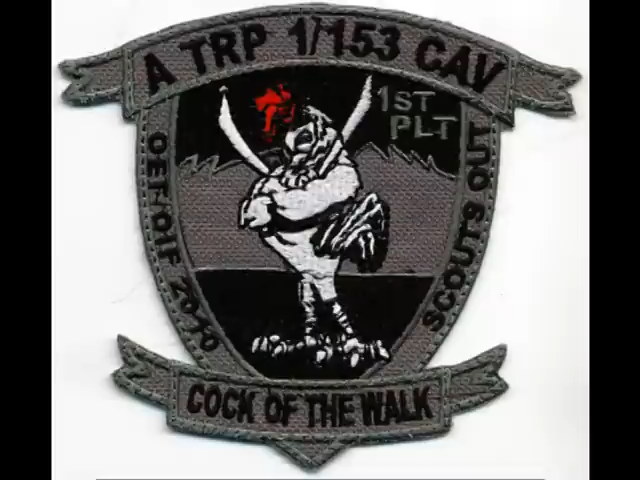 A TRP 1/153 CAV
1ST
PLT
OEF-OIF 2010
SCOUTS OUT
COCK OF THE WALK